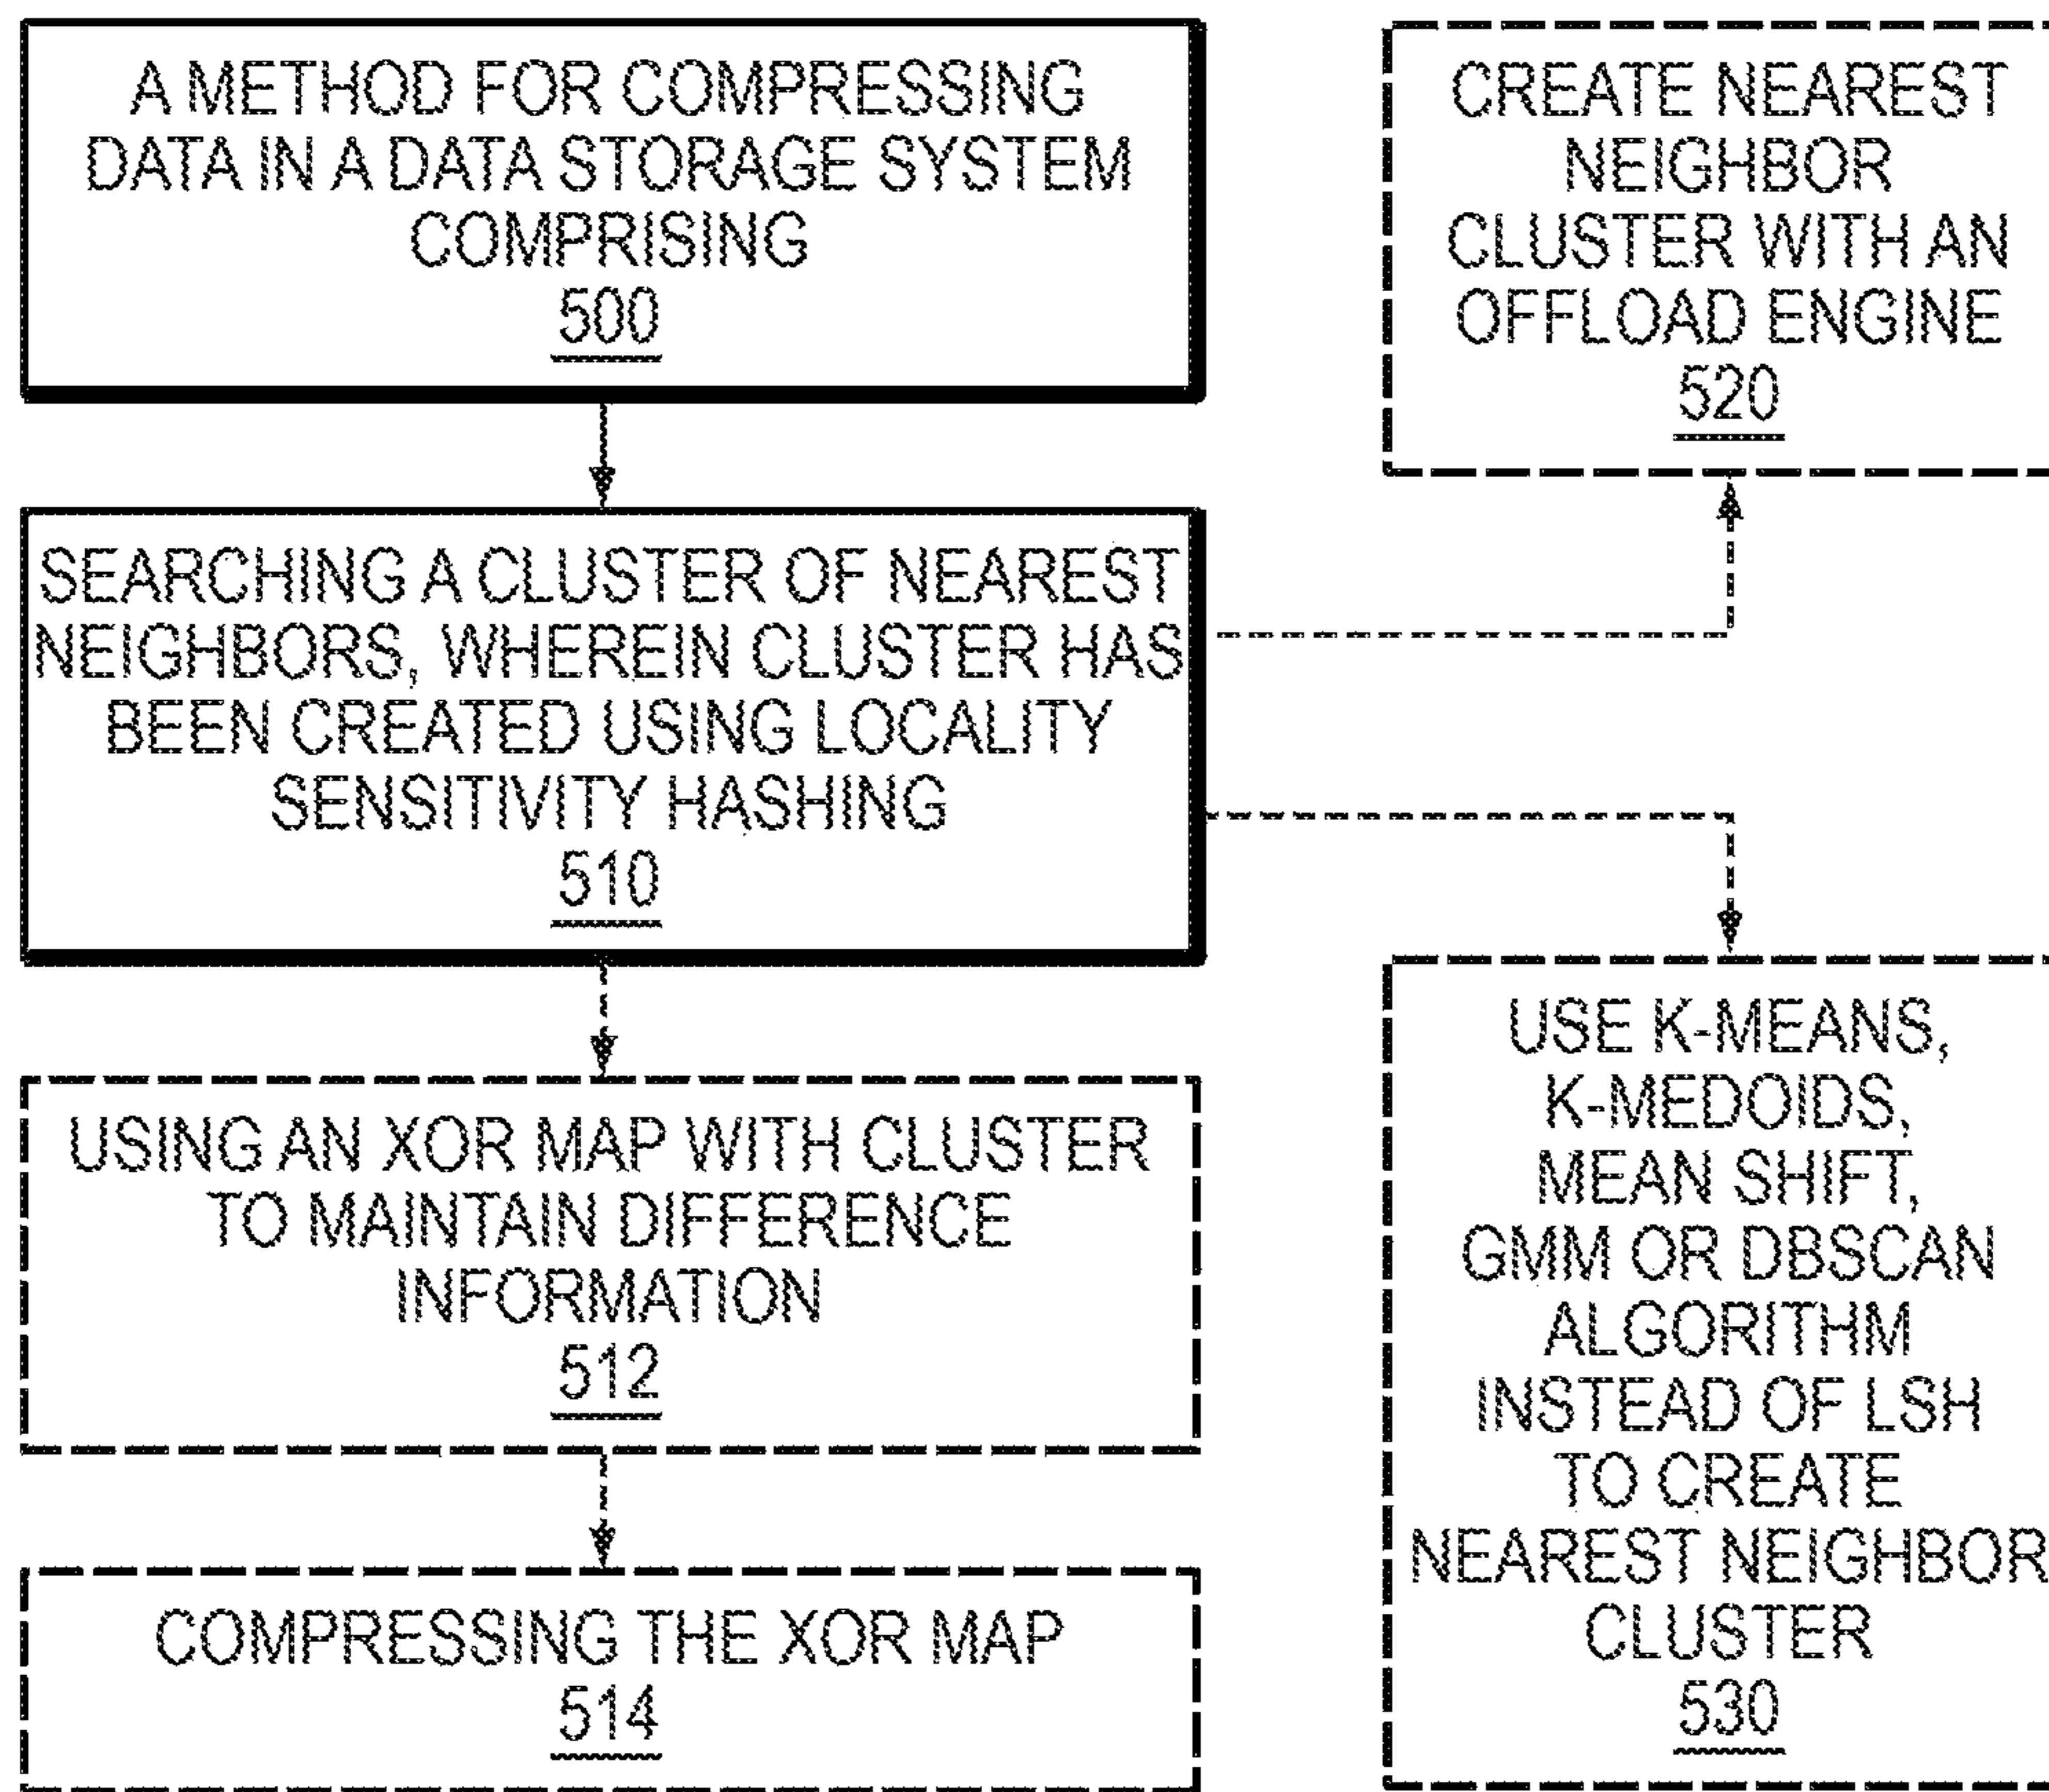 A METHOD FOR COMPRESSING
DATA IN A DATA STORAGE SYSTEM
COMPRISING
500
SEARCHING A CLUSTER OF NEAREST
NEIGHBORS, WHEREIN CLUSTER HAS
BEEN CREATED USING LOCALITY
SENSITIVITY HASHING
510
USING AN XOR MAP WITH CLUSTER
TO MAINTAIN DIFFERENCE
INFORMATION
512
COMPRESSING THE XOR MAP
514
CREATE NEAREST
NEIGHBOR
CLUSTER WITH AN
OFFLOAD ENGINE
520
USE K-MEANS,
K-MEDOIDS,
MEAN SHIFT,
GMM OR DBSCAN
ALGORITHM
INSTEAD OF LSH
TO CREATE
NEAREST NEIGHBOR
CLUSTER
530